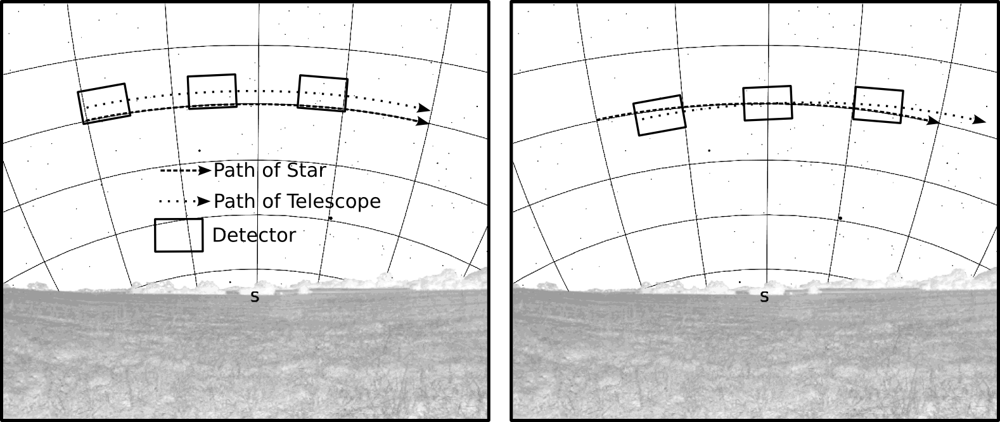 Path of Star
Path of Telescope
Detector
S
S